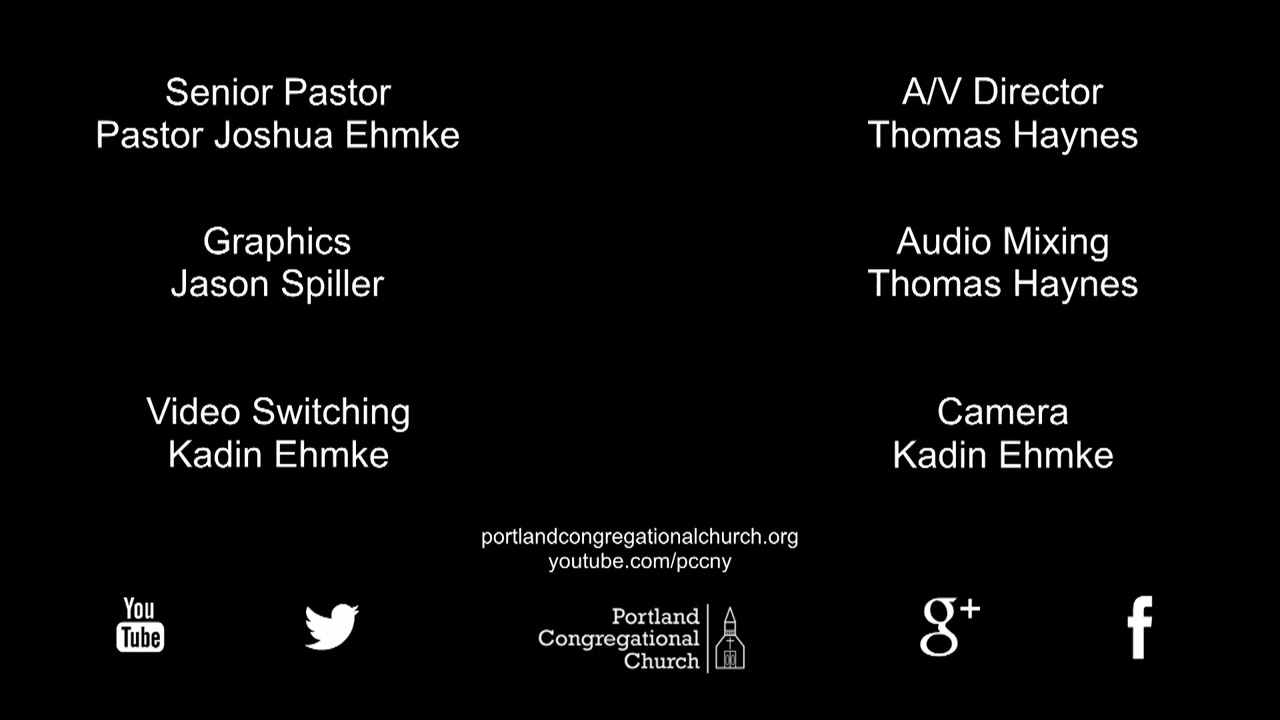 Senior Pastor
Pastor Joshua Ehmke
A/V Director
Thomas Haynes
Graphics
Jason Spiller
Audio Mixing
Thomas Haynes
Video Switching
Kadin Ehmke
Camera
Kadin Ehmke
portlandcongregationalchurch.org
youtube.com/pccny
You
Tube
Portland
Congregational
Church
g+
f